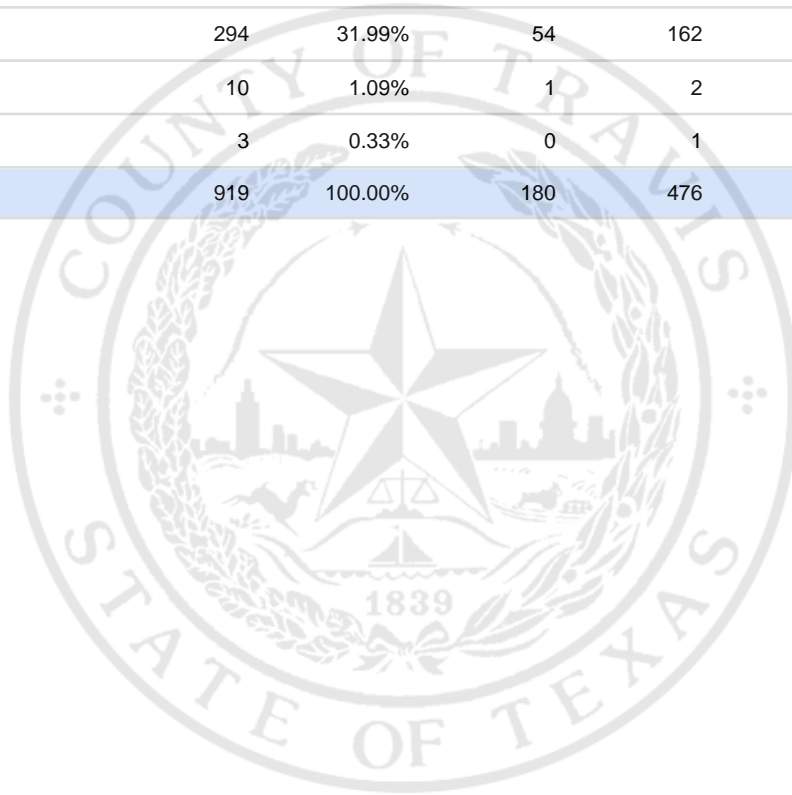 294 31.99% 54 162
10 1.09% 1 2
3 0.33% 0 1
919 100.00% 180 476
COUNTY OF TRAVIS
1839
STATE OF TEXAS